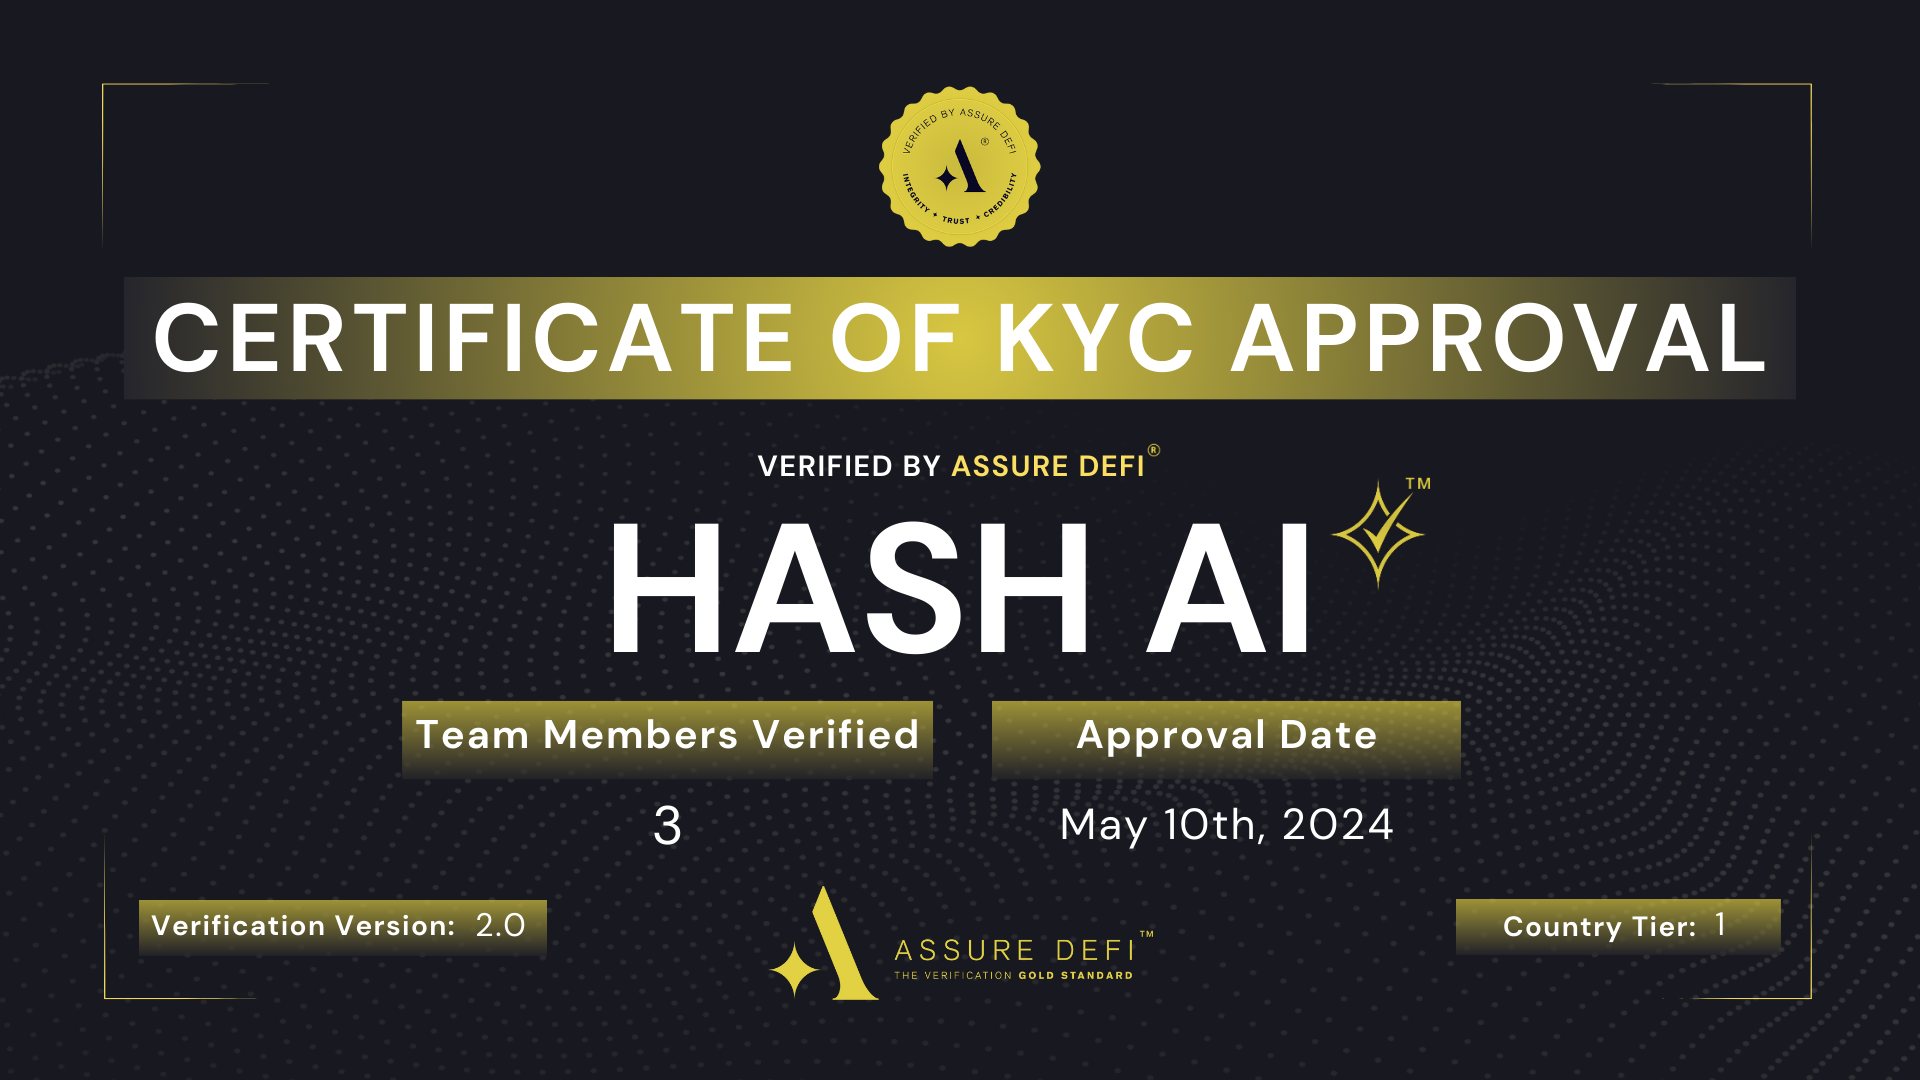 VERIFIED BY ASSURE DEFI
®
INTEGRITY ✦ TRUST ✦ CREDIBILITY
CERTIFICATE OF KYC APPROVAL
VERIFIED BY ASSURE DEFI®
HASH AI™
Team Members Verified
3
Approval Date
May 10th, 2024
Verification Version: 2.0
ASSURE DEFI™
THE VERIFICATION GOLD STANDARD
Country Tier: 1